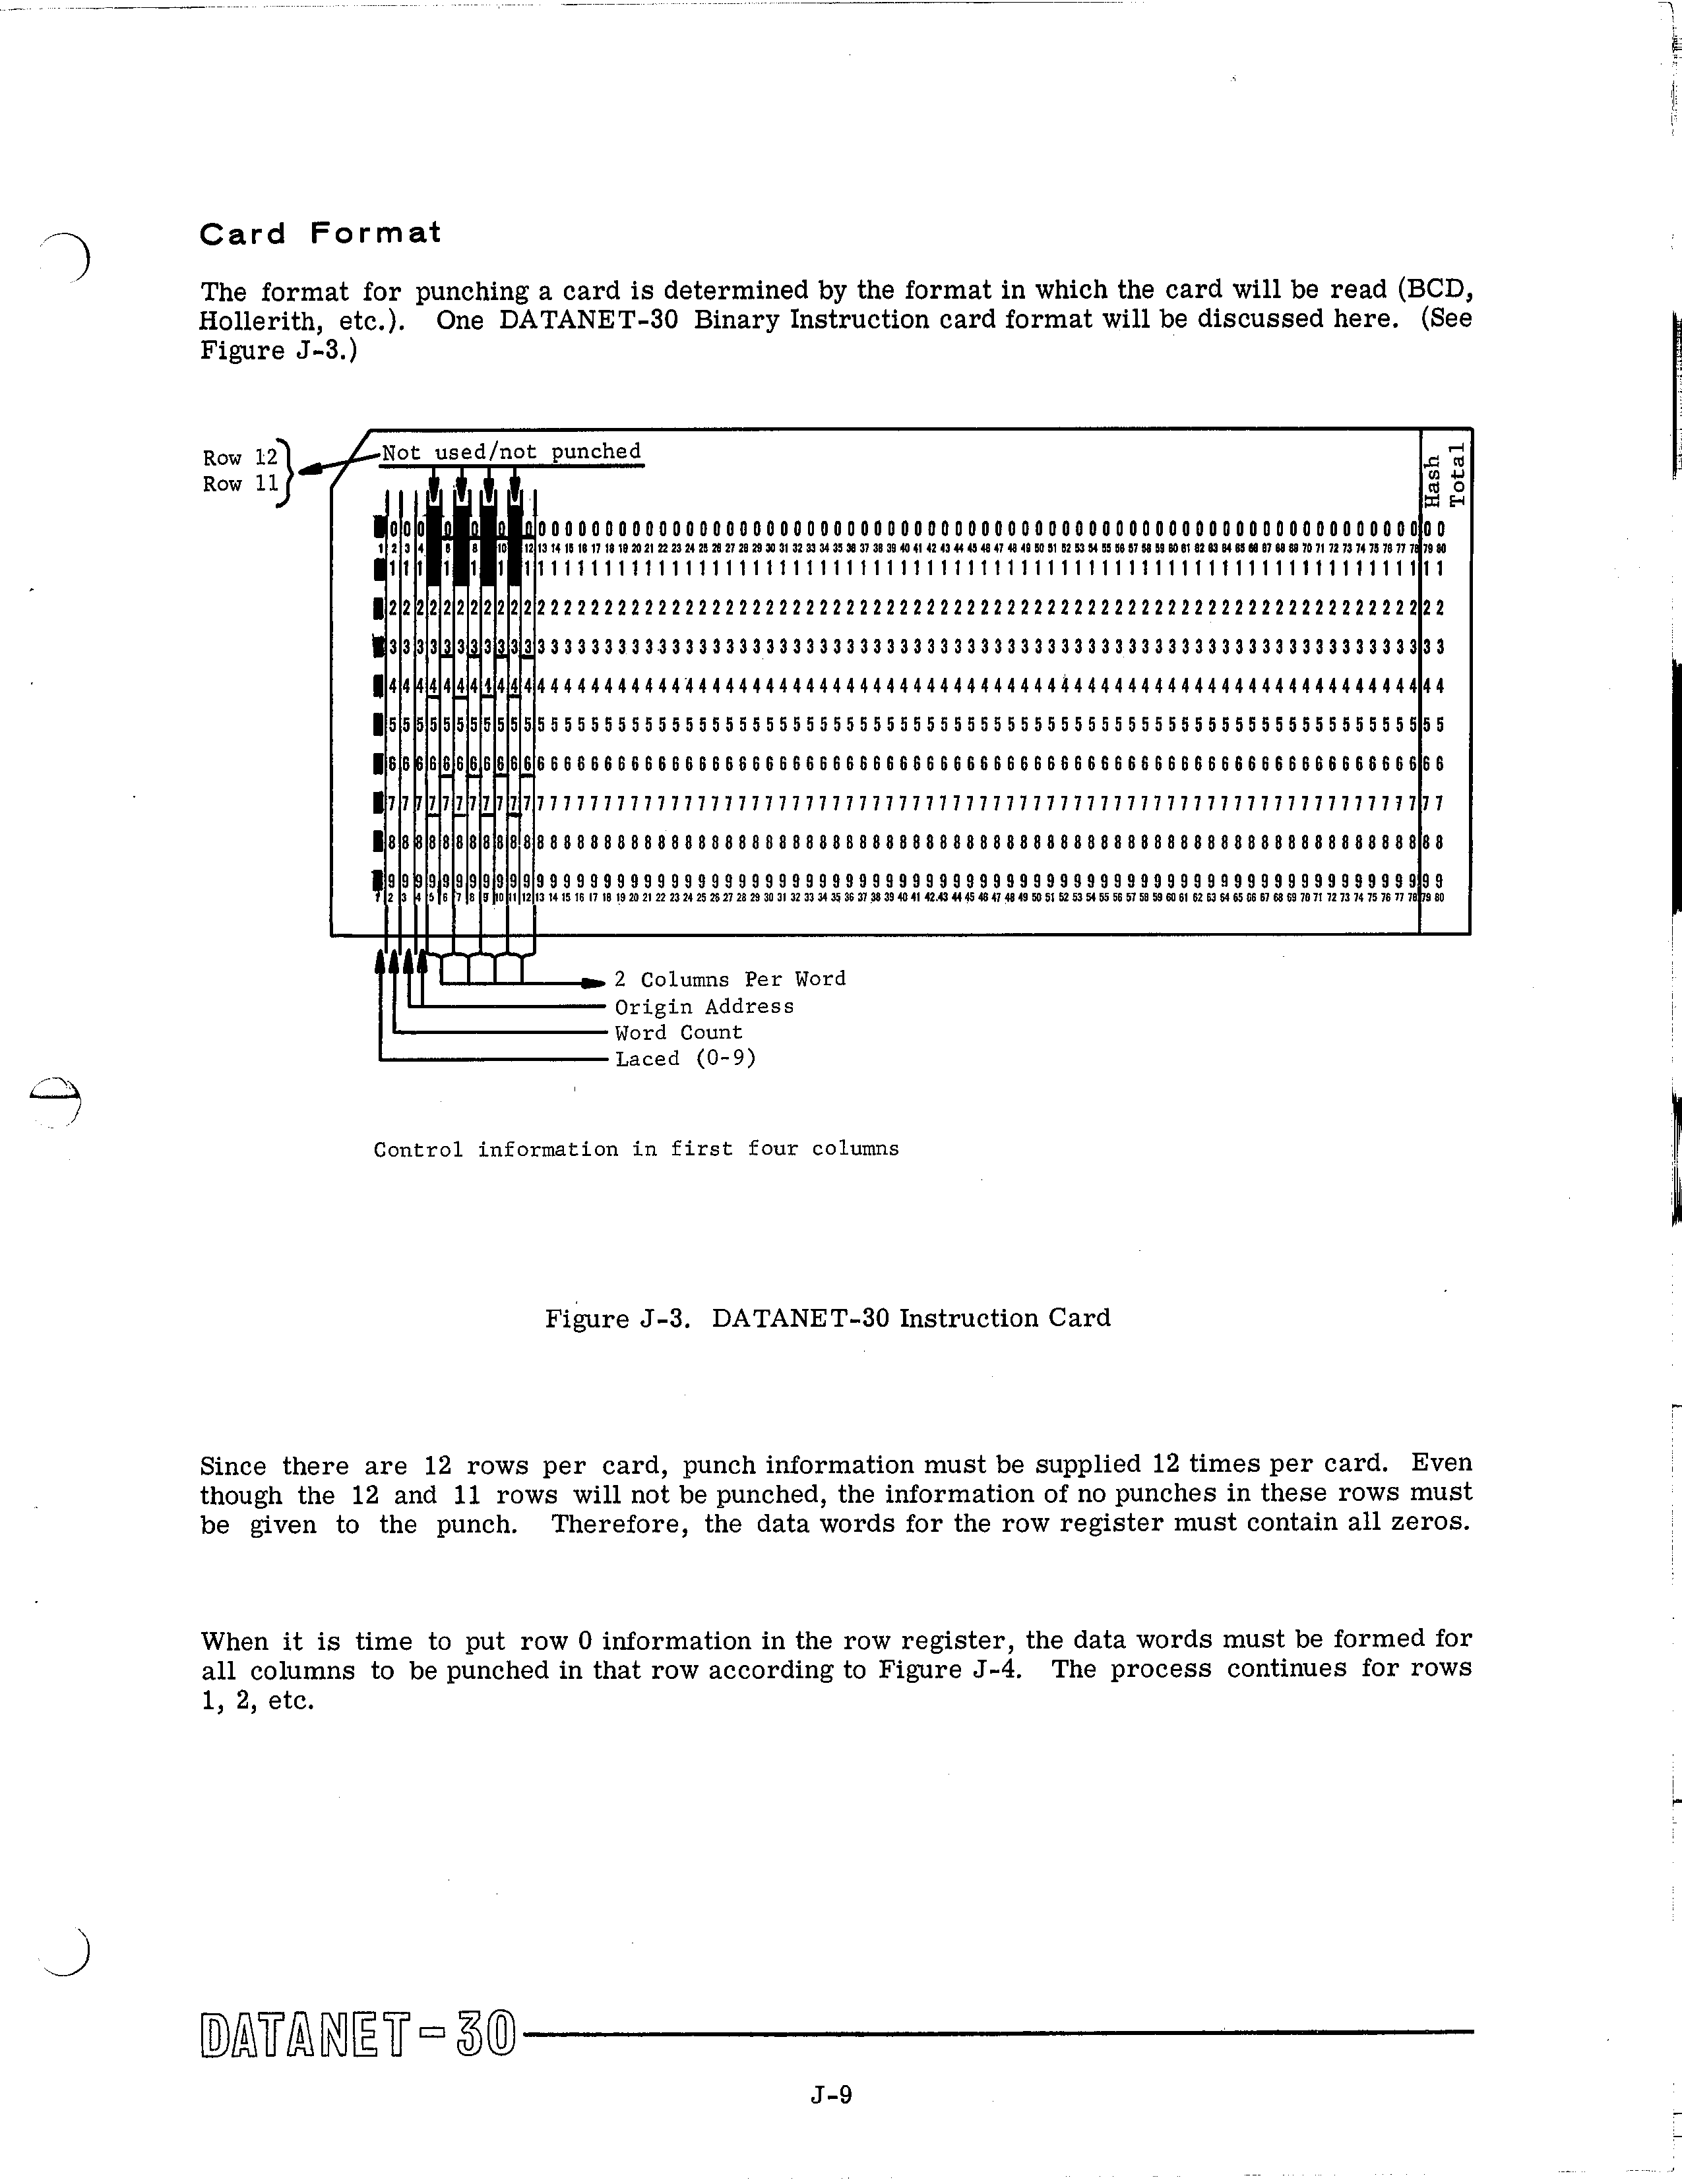 Card Format
The format for punching a card is determined by the format in which the card will be read (BCD,
Hollerith, etc.). One DATANET-30 Binary Instruction card format will be discussed here. (See
Figure J-3.)
Row 12
Row 11
Not used/not punched
Hash
Total
0 0 0 0 0 0 0 0 0 0 0 0 0 0 0 0 0 0 0 0 0 0 0 0 0 0 0 0 0 0 0 0 0 0 0 0 0 0 0 0 0 0 0 0 0 0 0 0 0 0 0 0 0 0 0 0 0 0 0 0 0 0 0 0 0 0 0 0 0 0 0 0 0 0 0
1 2 3 4 6 8 10 12 13 14 15 16 17 18 19 20 21 22 23 24 25 26 27 28 29 30 31 32 33 34 35 36 37 38 39 40 41 42 43 44 45 46 47 48 49 50 51 52 53 54 55 56 57 58 59 60 61 62 63 64 65 66 67 68 69 70 71 72 73 74 75 76 77 78 79 80
1 1 1 1 1 1 1 1 1 1 1 1 1 1 1 1 1 1 1 1 1 1 1 1 1 1 1 1 1 1 1 1 1 1 1 1 1 1 1 1 1 1 1 1 1 1 1 1 1 1 1 1 1 1 1 1 1 1 1 1 1 1 1 1 1 1 1 1 1 1 1 1 1 1 1
2 2 2 2 2 2 2 2 2 2 2 2 2 2 2 2 2 2 2 2 2 2 2 2 2 2 2 2 2 2 2 2 2 2 2 2 2 2 2 2 2 2 2 2 2 2 2 2 2 2 2 2 2 2 2 2 2 2 2 2 2 2 2 2 2 2 2 2 2 2 2 2 2 2 2 2 2 2 2
3 3 3 3 3 3 3 3 3 3 3 3 3 3 3 3 3 3 3 3 3 3 3 3 3 3 3 3 3 3 3 3 3 3 3 3 3 3 3 3 3 3 3 3 3 3 3 3 3 3 3 3 3 3 3 3 3 3 3 3 3 3 3 3 3 3 3 3 3 3 3 3 3 3 3 3 3 3 3
4 4 4 4 4 4 4 4 4 4 4 4 4 4 4 4 4 4 4 4 4 4 4 4 4 4 4 4 4 4 4 4 4 4 4 4 4 4 4 4 4 4 4 4 4 4 4 4 4 4 4 4 4 4 4 4 4 4 4 4 4 4 4 4 4 4 4 4 4 4 4 4 4 4 4 4 4 4 4
5 5 5 5 5 5 5 5 5 5 5 5 5 5 5 5 5 5 5 5 5 5 5 5 5 5 5 5 5 5 5 5 5 5 5 5 5 5 5 5 5 5 5 5 5 5 5 5 5 5 5 5 5 5 5 5 5 5 5 5 5 5 5 5 5 5 5 5 5 5 5 5 5 5 5 5 5 5 5
6 6 6 6 6 6 6 6 6 6 6 6 6 6 6 6 6 6 6 6 6 6 6 6 6 6 6 6 6 6 6 6 6 6 6 6 6 6 6 6 6 6 6 6 6 6 6 6 6 6 6 6 6 6 6 6 6 6 6 6 6 6 6 6 6 6 6 6 6 6 6 6 6 6 6 6 6 6 6
7 7 7 7 7 7 7 7 7 7 7 7 7 7 7 7 7 7 7 7 7 7 7 7 7 7 7 7 7 7 7 7 7 7 7 7 7 7 7 7 7 7 7 7 7 7 7 7 7 7 7 7 7 7 7 7 7 7 7 7 7 7 7 7 7 7 7 7 7 7 7 7 7 7 7 7 7 7 7
8 8 8 8 8 8 8 8 8 8 8 8 8 8 8 8 8 8 8 8 8 8 8 8 8 8 8 8 8 8 8 8 8 8 8 8 8 8 8 8 8 8 8 8 8 8 8 8 8 8 8 8 8 8 8 8 8 8 8 8 8 8 8 8 8 8 8 8 8 8 8 8 8 8 8 8 8 8 8
9 9 9 9 9 9 9 9 9 9 9 9 9 9 9 9 9 9 9 9 9 9 9 9 9 9 9 9 9 9 9 9 9 9 9 9 9 9 9 9 9 9 9 9 9 9 9 9 9 9 9 9 9 9 9 9 9 9 9 9 9 9 9 9 9 9 9 9 9 9 9 9 9 9 9 9 9 9 9
1 2 3 4 5 6 7 8 9 10 11 12 13 14 15 16 17 18 19 20 21 22 23 24 25 26 27 28 29 30 31 32 33 34 35 36 37 38 39 40 41 42 43 44 45 46 47 48 49 50 51 52 53 54 55 56 57 58 59 60 61 62 63 64 65 66 67 68 69 70 71 72 73 74 75 76 77 78 79 80
2 Columns Per Word
Origin Address
Word Count
Laced (0-9)
Control information in first four columns
Figure J-3. DATANET-30 Instruction Card
Since there are 12 rows per card, punch information must be supplied 12 times per card. Even
though the 12 and 11 rows will not be punched, the information of no punches in these rows must
be given to the punch. Therefore, the data words for the row register must contain all zeros.
When it is time to put row 0 information in the row register, the data words must be formed for
all columns to be punched in that row according to Figure J-4. The process continues for rows
1, 2, etc.
DATANET-30
J-9